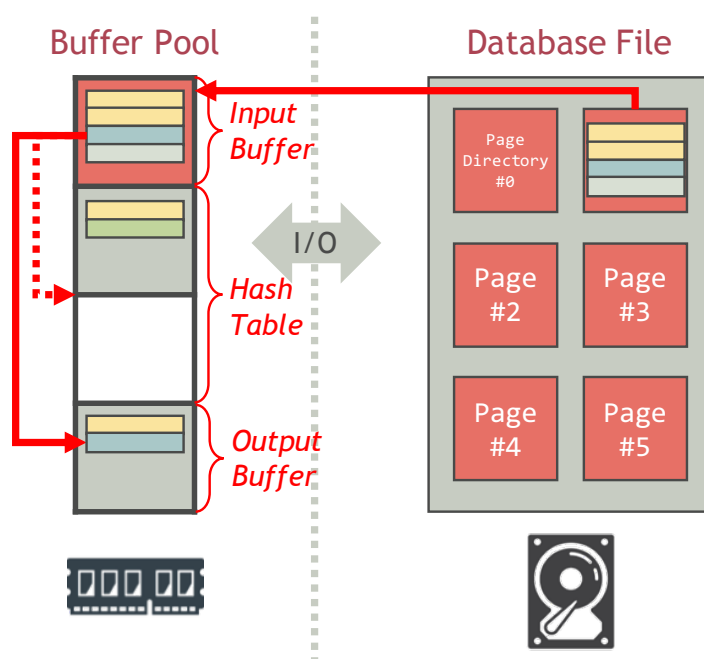 Buffer Pool
Database File
Input
Buffer
Page
Directory
#0
I/O
Hash
Table
Page
#2
Page
#3
Output
Buffer
Page
#4
Page
#5